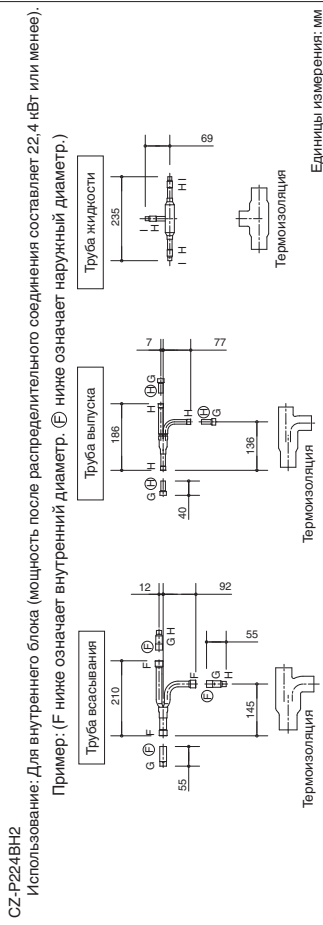 CZ-P224BH2
Использование: Для внутреннего блока (мощность после распределительного соединения составляет 22,4 кВт или менее).
Пример: (F ниже означает внутренний диаметр. Ⓕ ниже означает наружный диаметр.)
Труба всасывания
210
12
F
F
Ⓕ
G
Ⓕ
G H
55
92
F
Ⓕ
G
H
55
145
Термоизоляция
Труба выпуска
186
7
H
H
Ⓗ
G
Ⓗ
G
40
77
Ⓗ
G
136
Термоизоляция
Труба жидкости
235
69
I
H
I
H
H I
Термоизоляция
Единицы измерения: мм